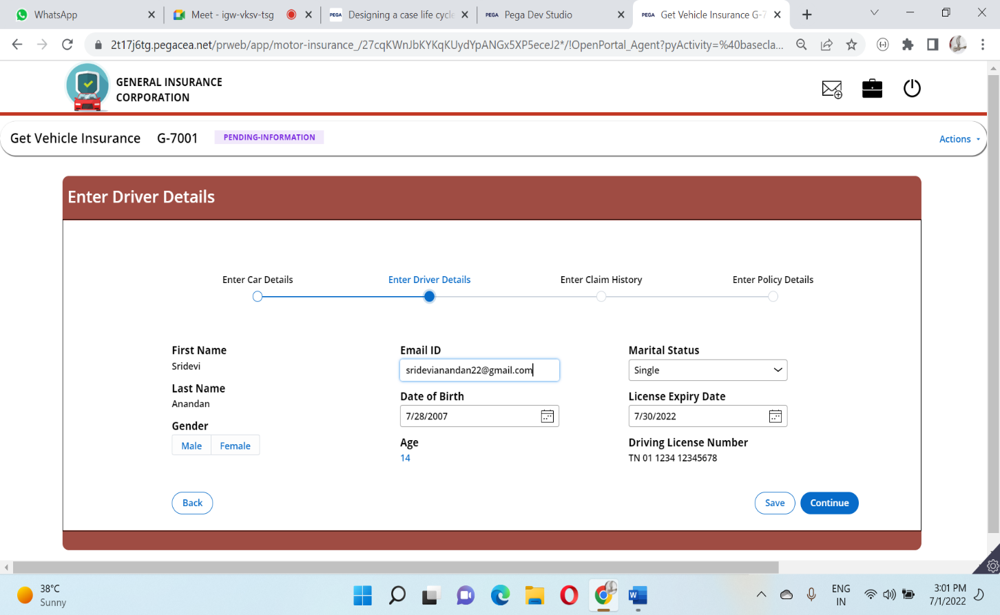 WhatsApp
Meet - igw-vksv-tsg
PEGA Designing a case life cycle
PEGA Pega Dev Studio
PEGA Get Vehicle Insurance G-7
2t17j6tg.pegacea.net/prweb/app/motor-insurance_/27cqKWnJbKYKqKUydYpANGx5XP5eceJ2*/!OpenPortal_Agent?pyActivity=%40basecla...
GENERAL INSURANCE
CORPORATION
Get Vehicle Insurance G-7001 PENDING-INFORMATION Actions
Enter Driver Details
Enter Car Details Enter Driver Details Enter Claim History Enter Policy Details
First Name
Sridevi
Last Name
Anandan
Gender
Male Female
Email ID
sridevianandan22@gmail.com
Date of Birth
7/28/2007
Age
14
Marital Status
Single
License Expiry Date
7/30/2022
Driving License Number
TN 01 1234 12345678
Back Save Continue
38°C
Sunny
ENG
IN
3:01 PM
7/1/2022